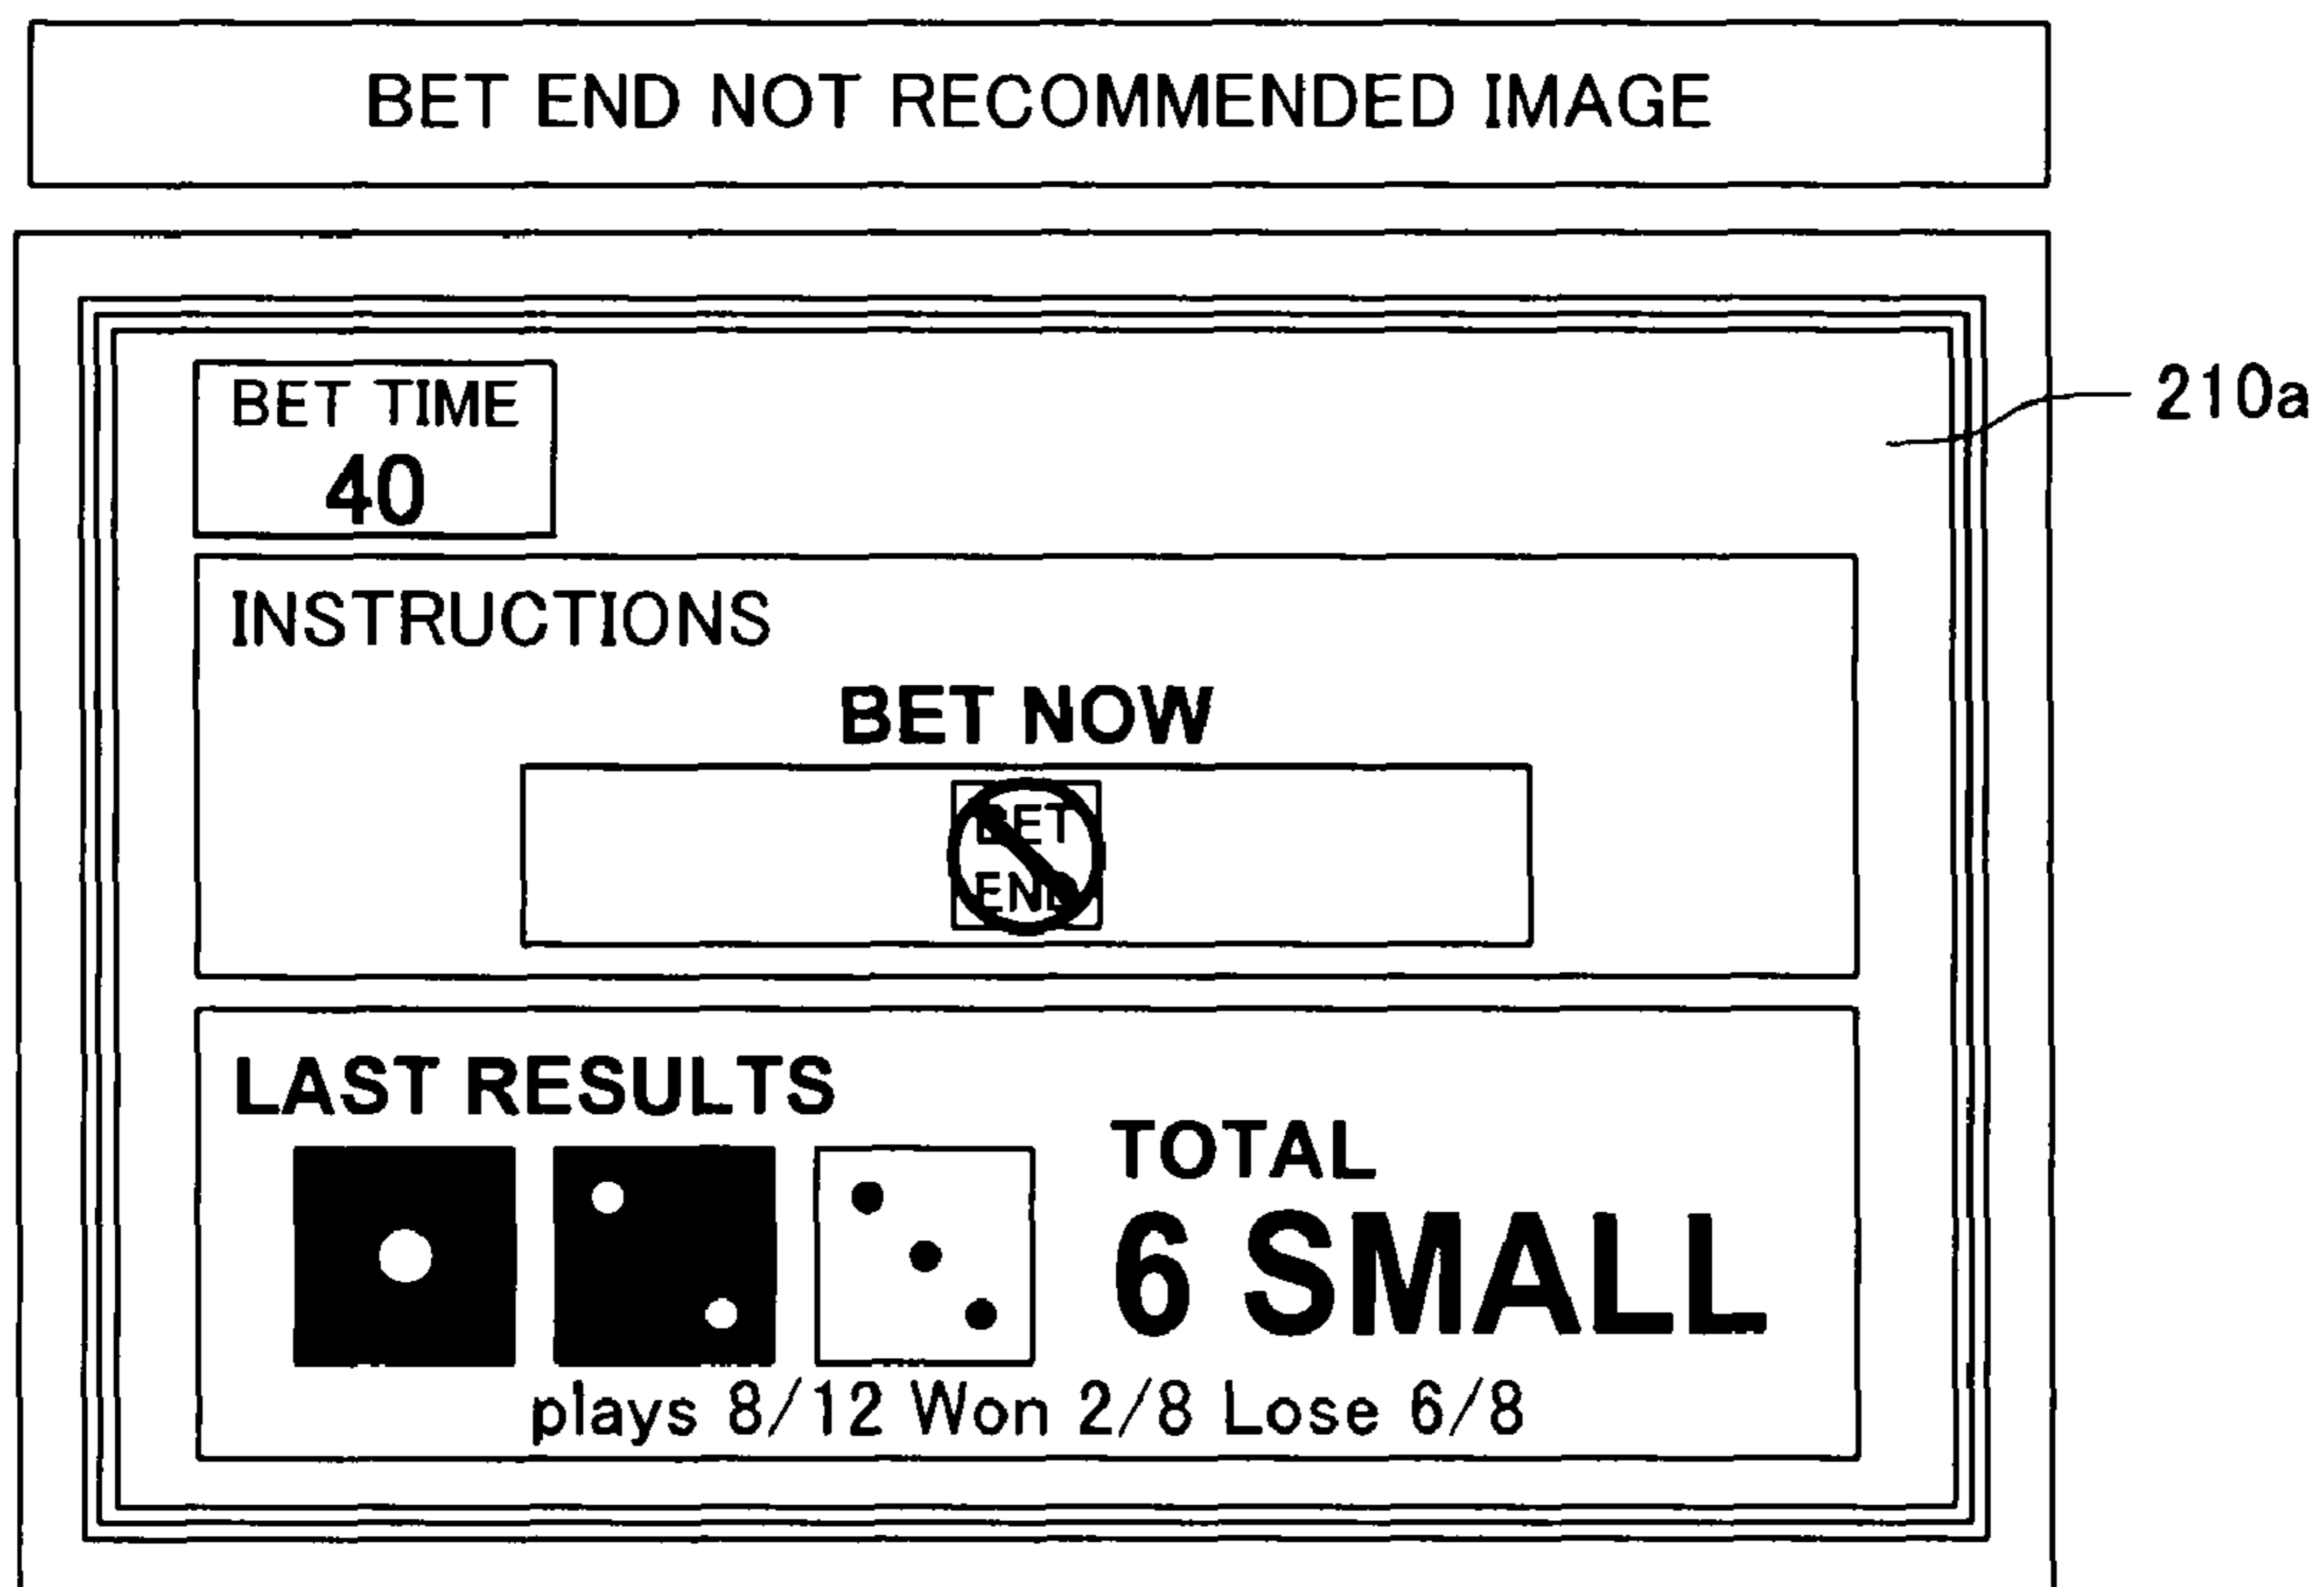 BET END NOT RECOMMENDED IMAGE
210a
BET TIME
40
INSTRUCTIONS
BET NOW
BET
END
LAST RESULTS
TOTAL
6 SMALL
plays 8/12 Won 2/8 Lose 6/8